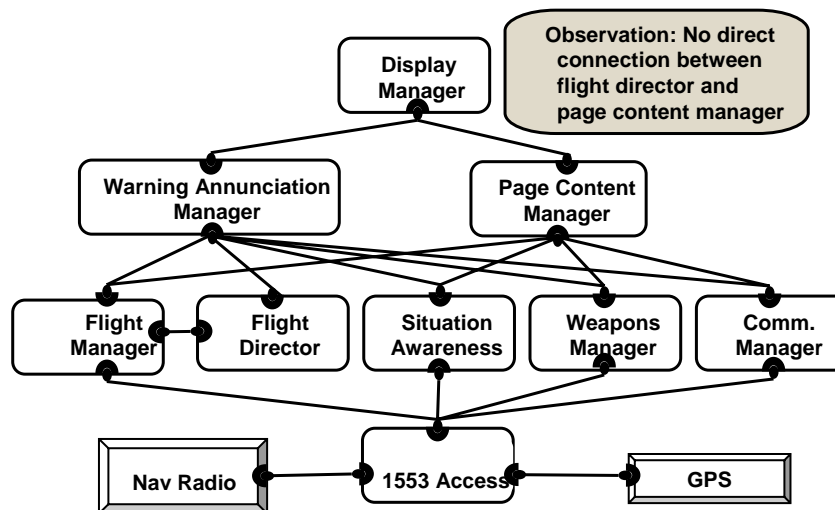 Display
Manager
Observation: No direct
connection between
flight director and
page content manager
Warning Annunciation
Manager
Page Content
Manager
Flight
Manager
Flight
Director
Situation
Awareness
Weapons
Manager
Comm.
Manager
Nav Radio
1553 Access
GPS